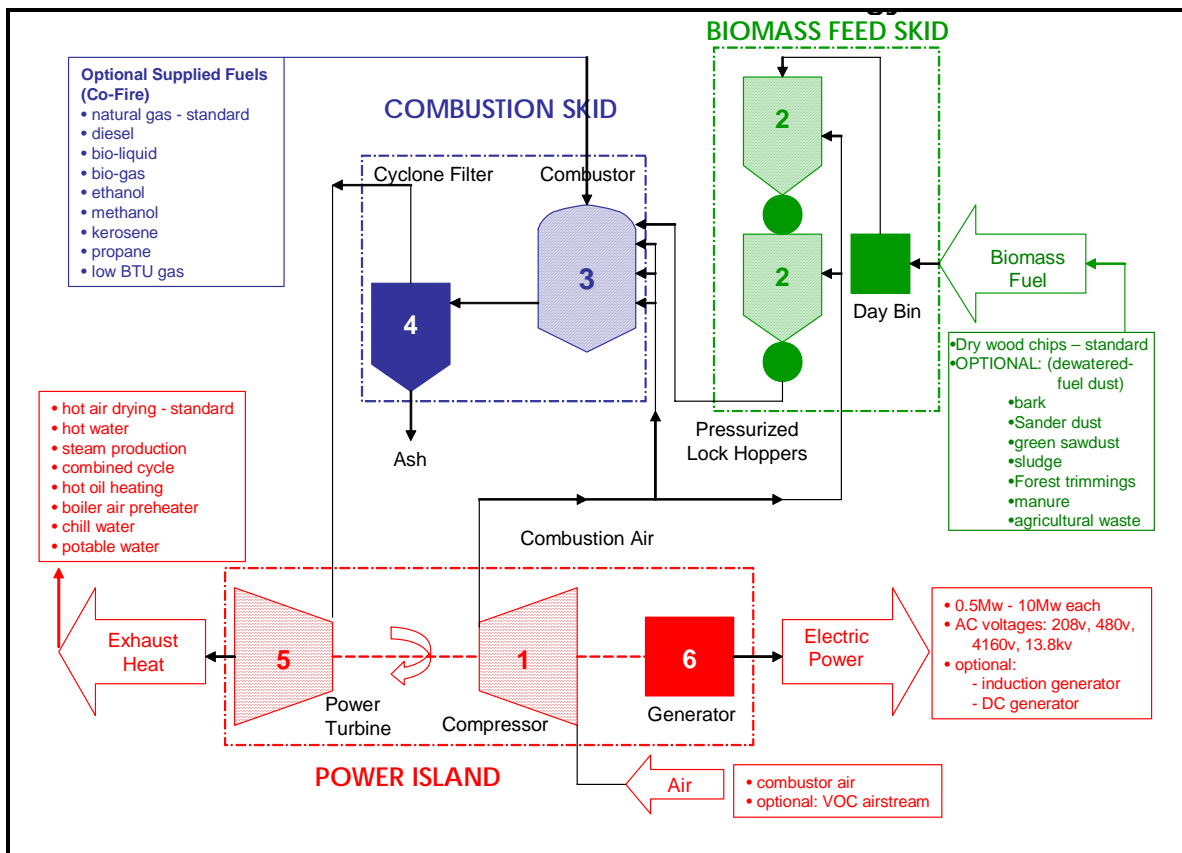 BIOMASS FEED SKID
Optional Supplied Fuels
(Co-Fire)
• natural gas - standard
• diesel
• bio-liquid
• bio-gas
• ethanol
• methanol
• kerosene
• propane
• low BTU gas
COMBUSTION SKID
Cyclone Filter
Combustor
2
2
3
4
Day Bin
Biomass
Fuel
•Dry wood chips – standard
•OPTIONAL: (dewatered-
fuel dust)
•bark
•Sander dust
•green sawdust
•sludge
•Forest trimmings
•manure
•agricultural waste
Pressurized
Lock Hoppers
Ash
• hot air drying - standard
• hot water
• steam production
• combined cycle
• hot oil heating
• boiler air preheater
• chill water
• potable water
Combustion Air
Exhaust
Heat
5
1
6
Electric
Power
• 0.5Mw - 10Mw each
• AC voltages: 208v, 480v,
4160v, 13.8kv
• optional:
- induction generator
- DC generator
Power
Turbine
Compressor
Generator
POWER ISLAND
Air
• combustor air
• optional: VOC airstream